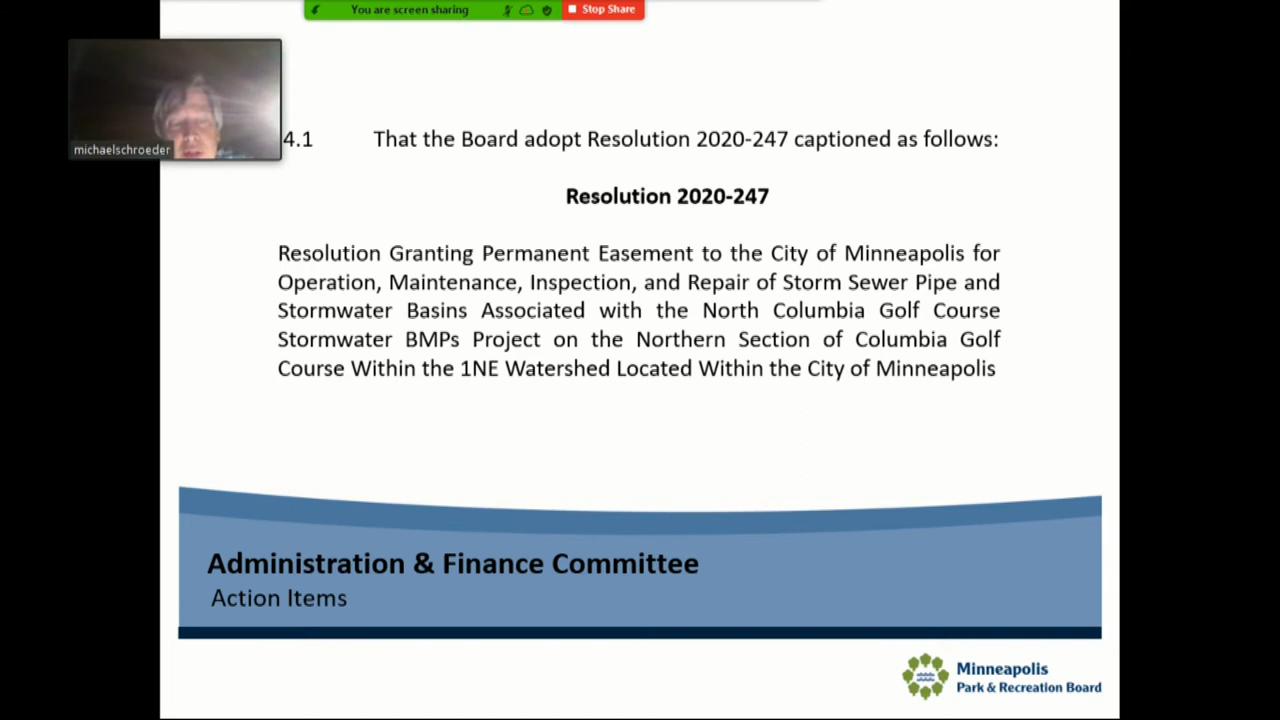 You are screen sharing
Stop Share
michaelschroeder
4.1 That the Board adopt Resolution 2020-247 captioned as follows:
Resolution 2020-247
Resolution Granting Permanent Easement to the City of Minneapolis for
Operation, Maintenance, Inspection, and Repair of Storm Sewer Pipe and
Stormwater Basins Associated with the North Columbia Golf Course
Stormwater BMPs Project on the Northern Section of Columbia Golf
Course Within the 1NE Watershed Located Within the City of Minneapolis
Administration & Finance Committee
Action Items
Minneapolis
Park & Recreation Board